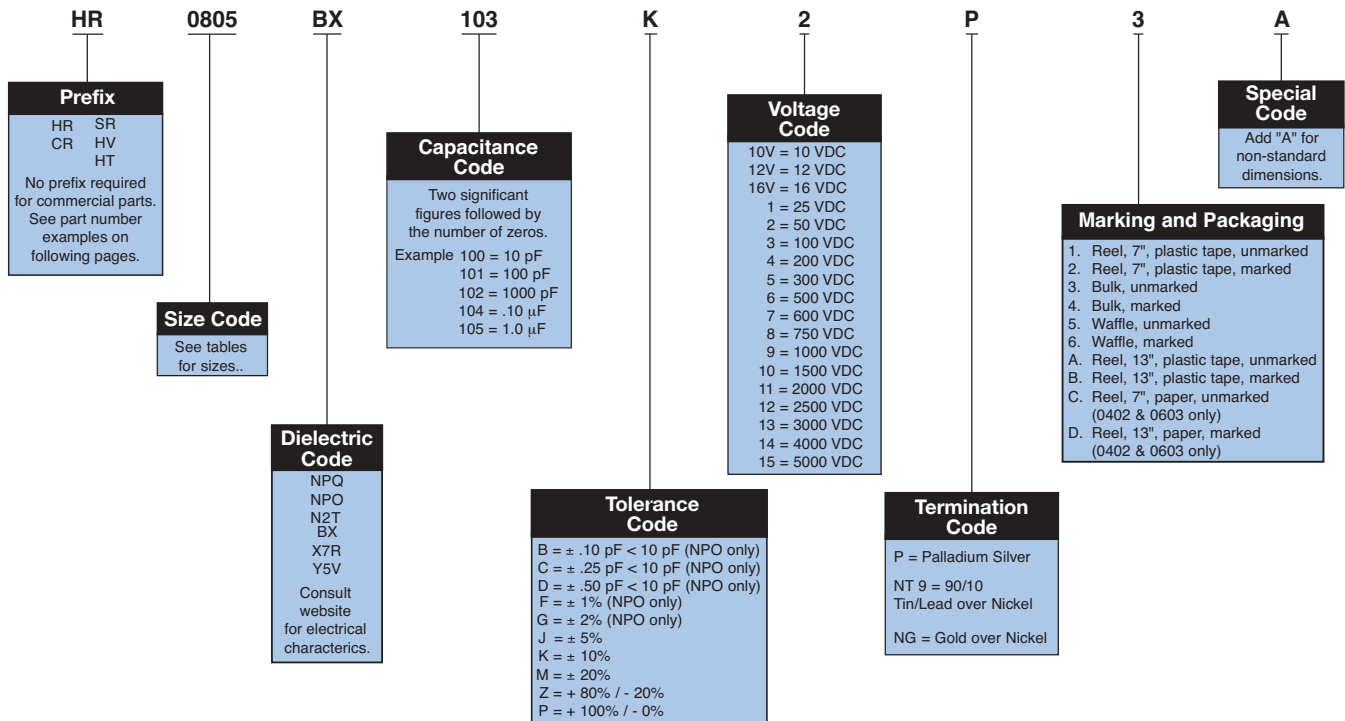 HR 0805 BX 103 K 2 P 3 A
Prefix
HR SR
CR HV
HT
No prefix required
for commercial parts.
See part number
examples on
following pages.
Size Code
See tables
for sizes..
Dielectric
Code
NPQ
NPO
N2T
BX
X7R
Y5V
Consult
website
for electrical
characterics.
Capacitance
Code
Two significant
figures followed by
the number of zeros.
Example 100 = 10 pF
101 = 100 pF
102 = 1000 pF
104 = .10 µF
105 = 1.0 µF
Tolerance
Code
B = ± .10 pF < 10 pF (NPO only)
C = ± .25 pF < 10 pF (NPO only)
D = ± .50 pF < 10 pF (NPO only)
F = ± 1% (NPO only)
G = ± 2% (NPO only)
J = ± 5%
K = ± 10%
M = ± 20%
Z = + 80% / - 20%
P = + 100% / - 0%
Voltage
Code
10V = 10 VDC
12V = 12 VDC
16V = 16 VDC
1 = 25 VDC
2 = 50 VDC
3 = 100 VDC
4 = 200 VDC
5 = 300 VDC
6 = 500 VDC
7 = 600 VDC
8 = 750 VDC
9 = 1000 VDC
10 = 1500 VDC
11 = 2000 VDC
12 = 2500 VDC
13 = 3000 VDC
14 = 4000 VDC
15 = 5000 VDC
Termination
Code
P = Palladium Silver
NT 9 = 90/10
Tin/Lead over Nickel
NG = Gold over Nickel
Marking and Packaging
1. Reel, 7", plastic tape, unmarked
2. Reel, 7", plastic tape, marked
3. Bulk, unmarked
4. Bulk, marked
5. Waffle, unmarked
6. Waffle, marked
A. Reel, 13", plastic tape, unmarked
B. Reel, 13", plastic tape, marked
C. Reel, 7", paper, unmarked
(0402 & 0603 only)
D. Reel, 13", paper, marked
(0402 & 0603 only)
Special
Code
Add "A" for
non-standard
dimensions.